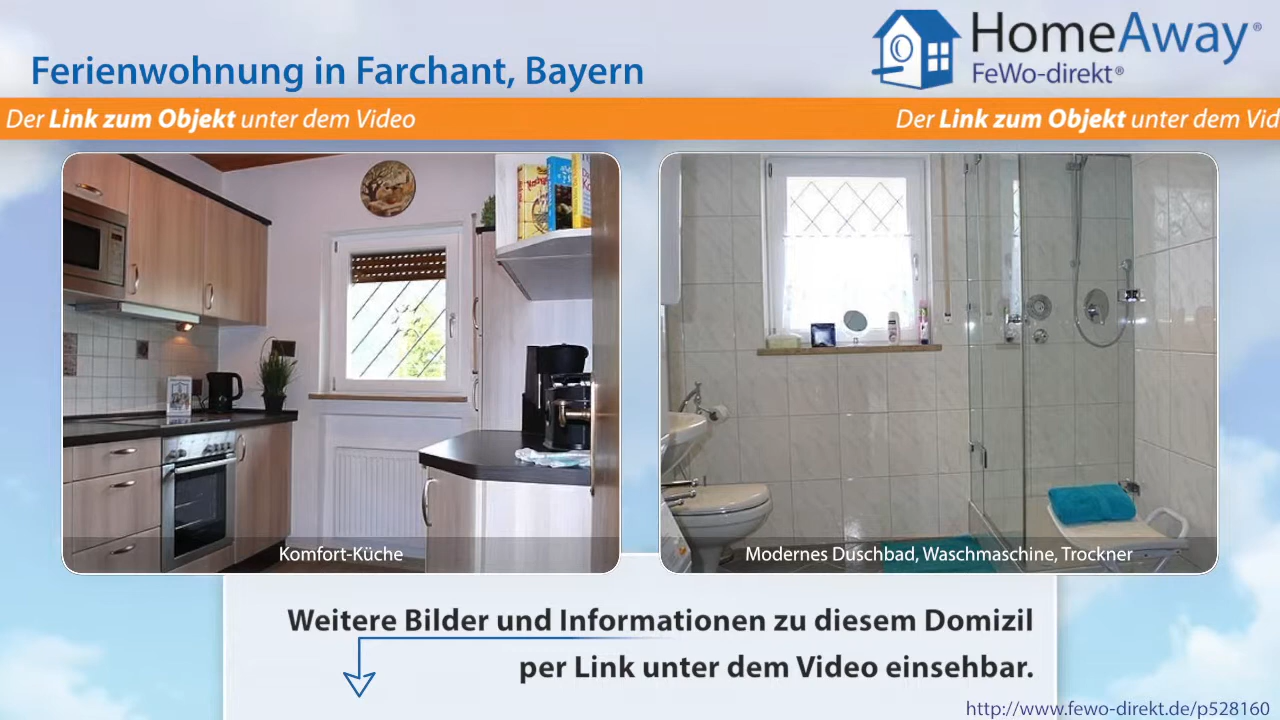 Ferienwohnung in Farchant, Bayern
HomeAway®
FeWo-direkt®
Der Link zum Objekt unter dem Video
Der Link zum Objekt unter dem Vid
Komfort-Küche
Modernes Duschbad, Waschmaschine, Trockner
Weitere Bilder und Informationen zu diesem Domizil
per Link unter dem Video einsehbar.
http://www.fewo-direkt.de/p528160